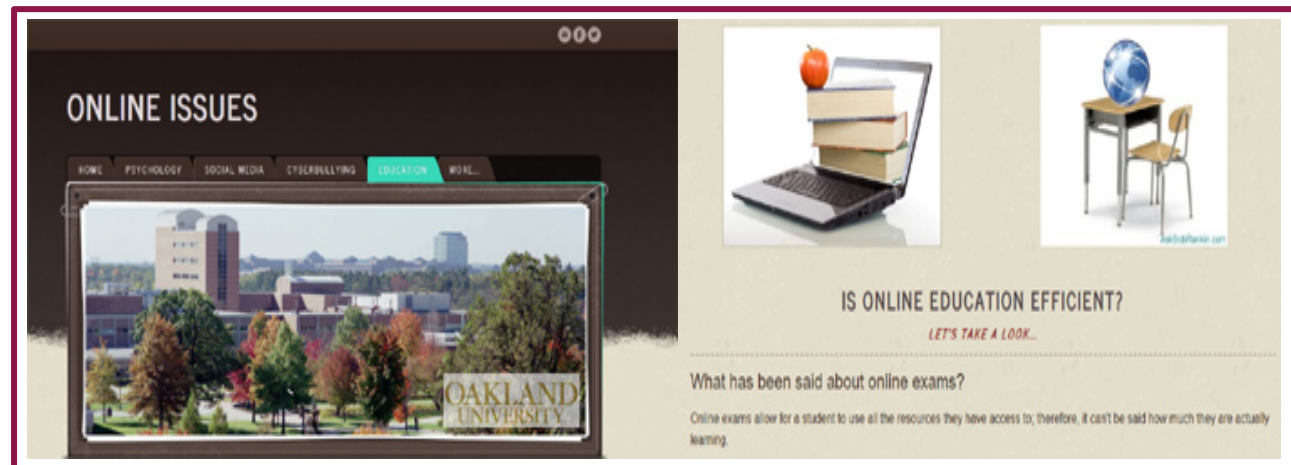 ONLINE ISSUES
HOME PSYCHOLOGY SOCIAL MEDIA CYBERBULLYING EDUCATION MORE...
OAKLAND
UNIVERSITY
AskBobRankin.com
IS ONLINE EDUCATION EFFICIENT?
LET'S TAKE A LOOK...
What has been said about online exams?
Online exams allow for a student to use all the resources they have access to; therefore, it can't be said how much they are actually
learning.